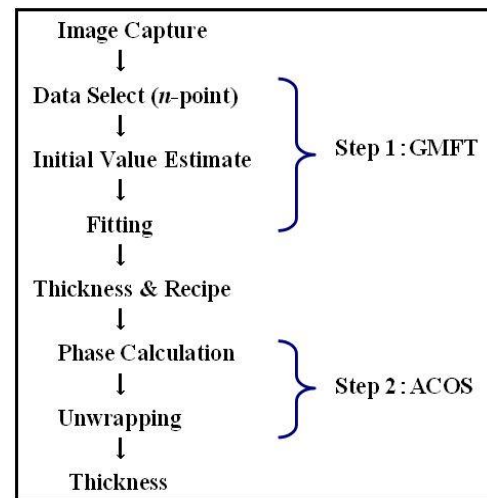 Image Capture
↓
Data Select (n-point)
↓
Initial Value Estimate
↓
Fitting
Step 1 : GMFT
↓
Thickness & Recipe
↓
Phase Calculation
↓
Unwrapping
Step 2 : ACOS
↓
Thickness